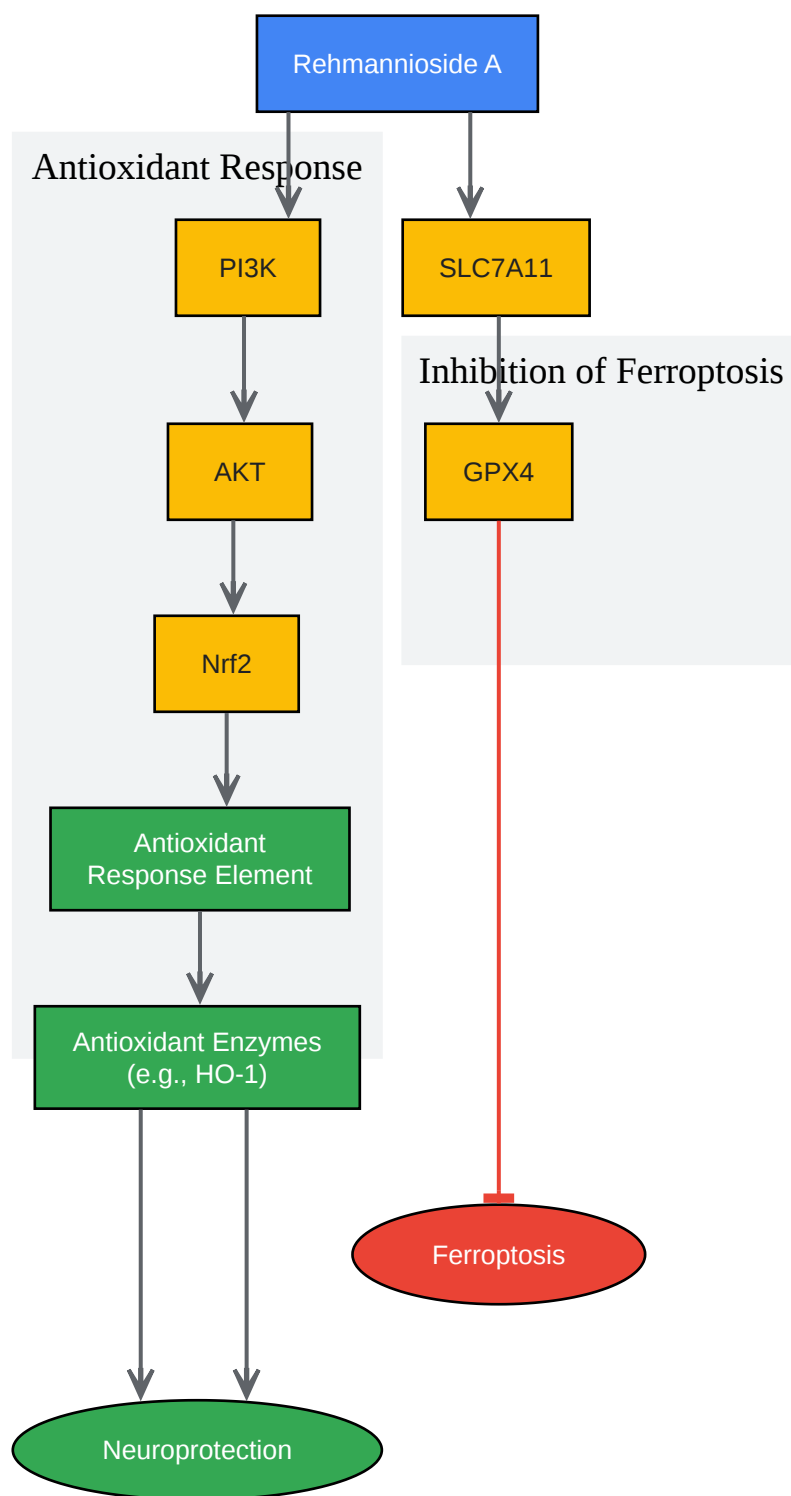 Rehmannioside A
Antioxidant Response
PI3K
SLC7A11
Inhibition of Ferroptosis
AKT
GPX4
Nrf2
Antioxidant
Response Element
Antioxidant Enzymes
(e.g., HO-1)
Ferroptosis
Neuroprotection